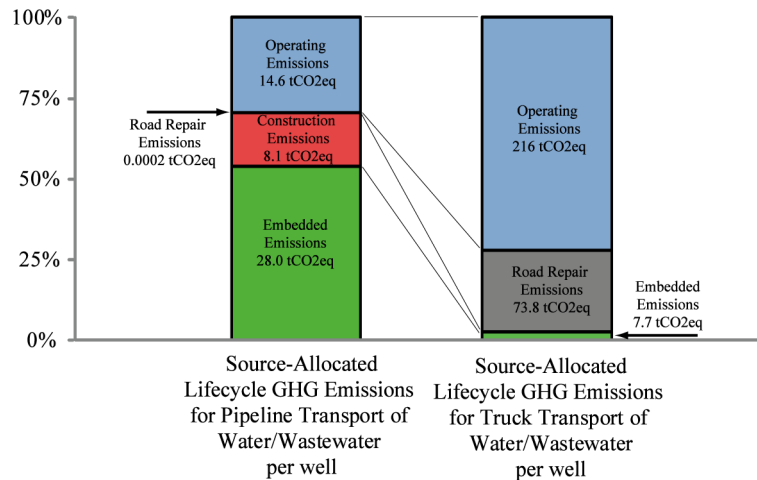 100%
75%
50%
25%
0%
Operating
Emissions
14.6 tCO2eq
Road Repair
Emissions
0.0002 tCO2eq
Construction
Emissions
8.1 tCO2eq
Embedded
Emissions
28.0 tCO2eq
Operating
Emissions
216 tCO2eq
Road Repair
Emissions
73.8 tCO2eq
Embedded
Emissions
7.7 tCO2eq
Source-Allocated
Lifecycle GHG Emissions
for Pipeline Transport of
Water/Wastewater
per well
Source-Allocated
Lifecycle GHG Emissions
for Truck Transport of
Water/Wastewater
per well